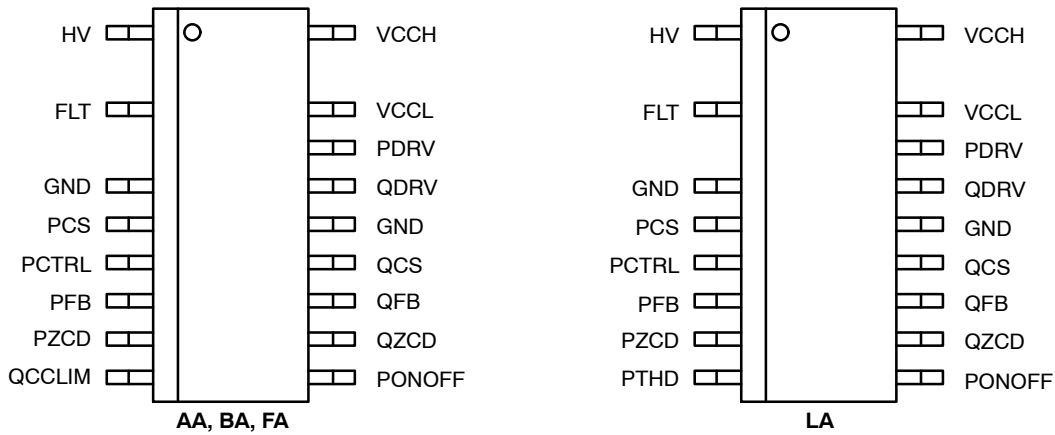 HV
VCCH
FLT
VCCL
PDRV
GND
QDRV
PCS
GND
PCTRL
QCS
PFB
QFB
PZCD
QZCD
QCCLIM
PONOFF
AA, BA, FA
HV
VCCH
FLT
VCCL
PDRV
GND
QDRV
PCS
GND
PCTRL
QCS
PFB
QFB
PZCD
QZCD
PTHD
PONOFF
LA